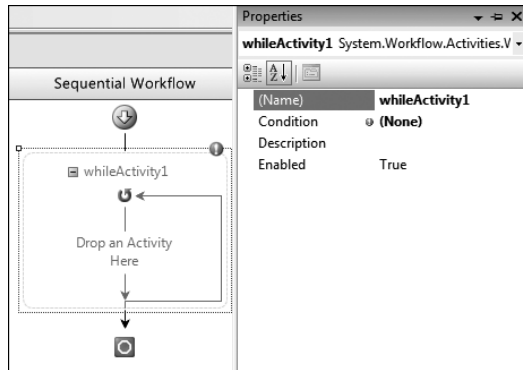 Sequential Workflow
whileActivity1
Drop an Activity
Here
Properties
whileActivity1 System.Workflow.Activities.W
(Name) whileActivity1
Condition (None)
Description
Enabled True